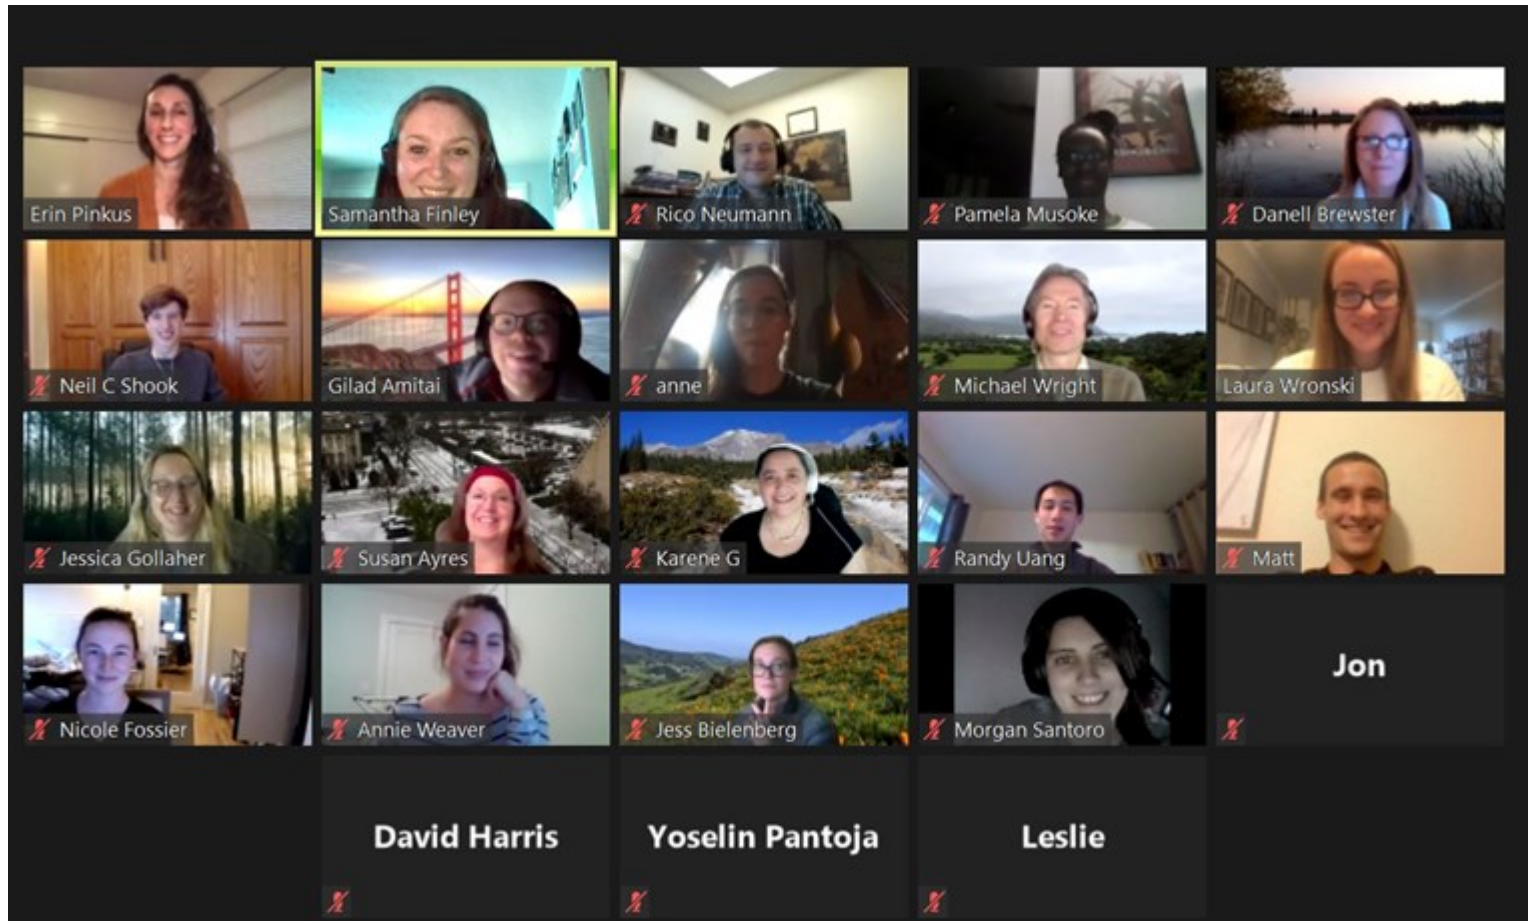 Erin Pinkus
Samantha Finley
Rico Neumann
Pamela Musoke
Danell Brewster
Neil C Shook
Gilad Amitai
anne
Michael Wright
Laura Wronski
Jessica Gollaher
Susan Ayres
Karene G
Randy Uang
Matt
Nicole Fossier
Annie Weaver
Jess Bielenberg
Morgan Santoro
Jon
David Harris
Yoselin Pantoja
Leslie